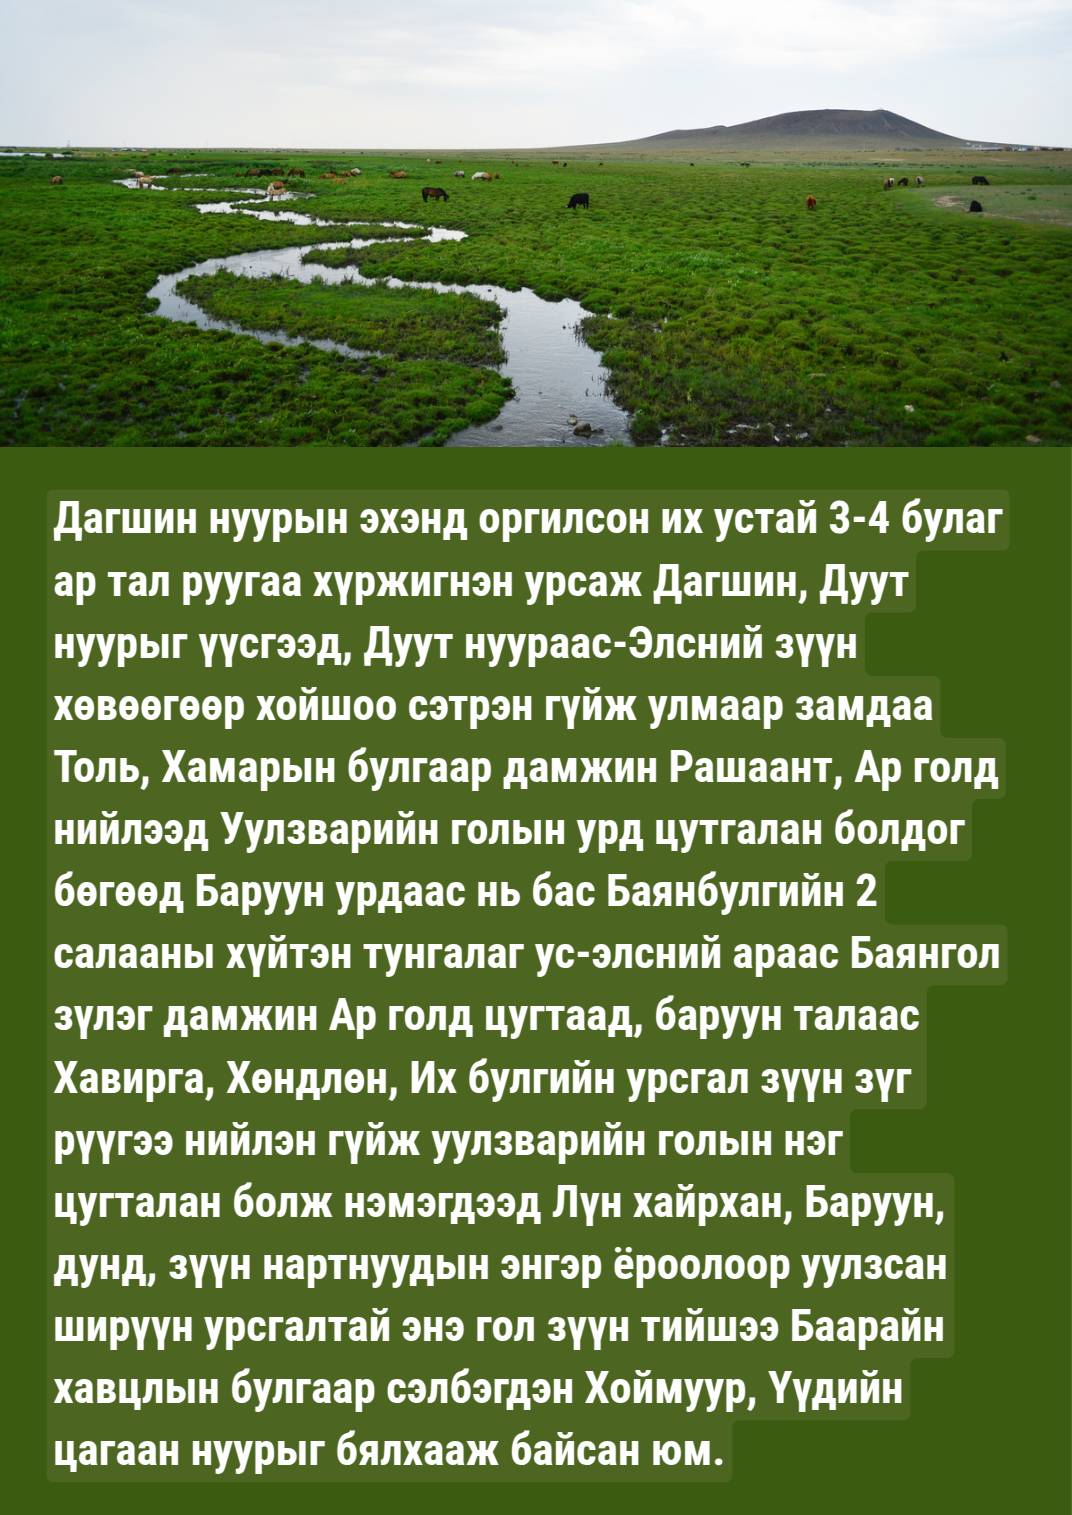 Дагшин нуурын эхэнд оргилсон их устай 3-4 булаг
ар тал руугаа хүржигнэн урсаж Дагшин, Дуут
нуурыг үүсгээд, Дуут нуураас-Элсний зүүн
хөвөөгөөр хойшоо сэтрэн гүйж улмаар замдаа
Толь, Хамарын булгаар дамжин Рашаант, Ар голд
нийлээд Уулзварийн голын урд цутгалан болдог
бөгөөд Баруун урдаас нь бас Баянбулгийн 2
салааны хүйтэн тунгалаг ус-элсний араас Баянгол
зүлэг дамжин Ар голд цугтаад, баруун талаас
Хавирга, Хөндлөн, Их булгийн урсгал зүүн зүг
рүүгээ нийлэн гүйж уулзварийн голын нэг
цугталан болж нэмэгдээд Лүн хайрхан, Баруун,
дунд, зүүн нартнуудын энгэр ёроолоор уулзсан
ширүүн урсгалтай энэ гол зүүн тийшээ Баарайн
хавцлын булгаар сэлбэгдэн Хоймуур, Үүдийн
цагаан нуурыг бялхааж байсан юм.